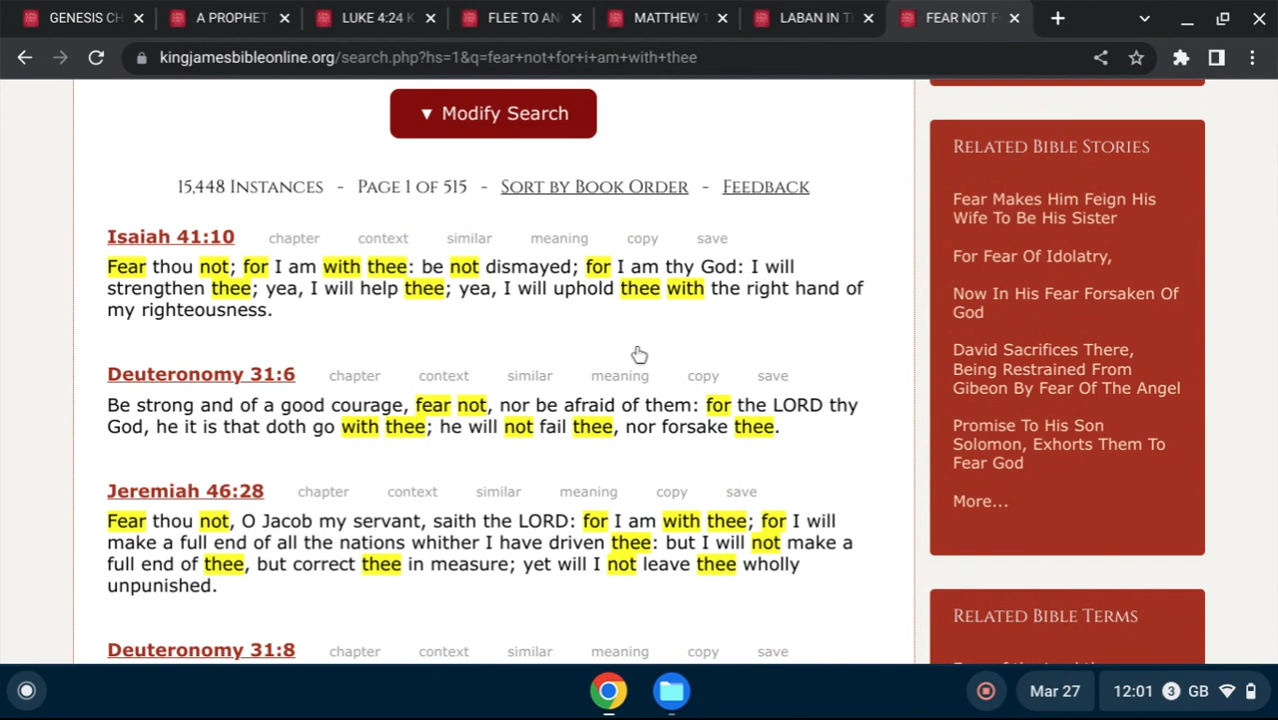 GENESIS CH
A PROPHET
LUKE 4:24 K
FLEE TO AN
MATTHEW 1
LABAN IN T
FEAR NOT F
kingjamesbibleonline.org/search.php?hs=1&q=fear+not+for+i+am+with+thee
▼ Modify Search
15,448 Instances - Page 1 of 515 - Sort by Book Order - Feedback
Isaiah 41:10 chapter context similar meaning copy save
Fear thou not; for I am with thee: be not dismayed; for I am thy God: I will
strengthen thee; yea, I will help thee; yea, I will uphold thee with the right hand of
my righteousness.
Deuteronomy 31:6 chapter context similar meaning copy save
Be strong and of a good courage, fear not, nor be afraid of them: for the LORD thy
God, he it is that doth go with thee; he will not fail thee, nor forsake thee.
Jeremiah 46:28 chapter context similar meaning copy save
Fear thou not, O Jacob my servant, saith the LORD: for I am with thee; for I will
make a full end of all the nations whither I have driven thee: but I will not make a
full end of thee, but correct thee in measure; yet will I not leave thee wholly
unpunished.
Deuteronomy 31:8 chapter context similar meaning copy save
Related Bible Stories
Fear Makes Him Feign His
Wife To Be His Sister
For Fear Of Idolatry,
Now In His Fear Forsaken Of
God
David Sacrifices There,
Being Restrained From
Gibeon By Fear Of The Angel
Promise To His Son
Solomon, Exhorts Them To
Fear God
More...
Related Bible Terms
Mar 27
12:01 3 GB